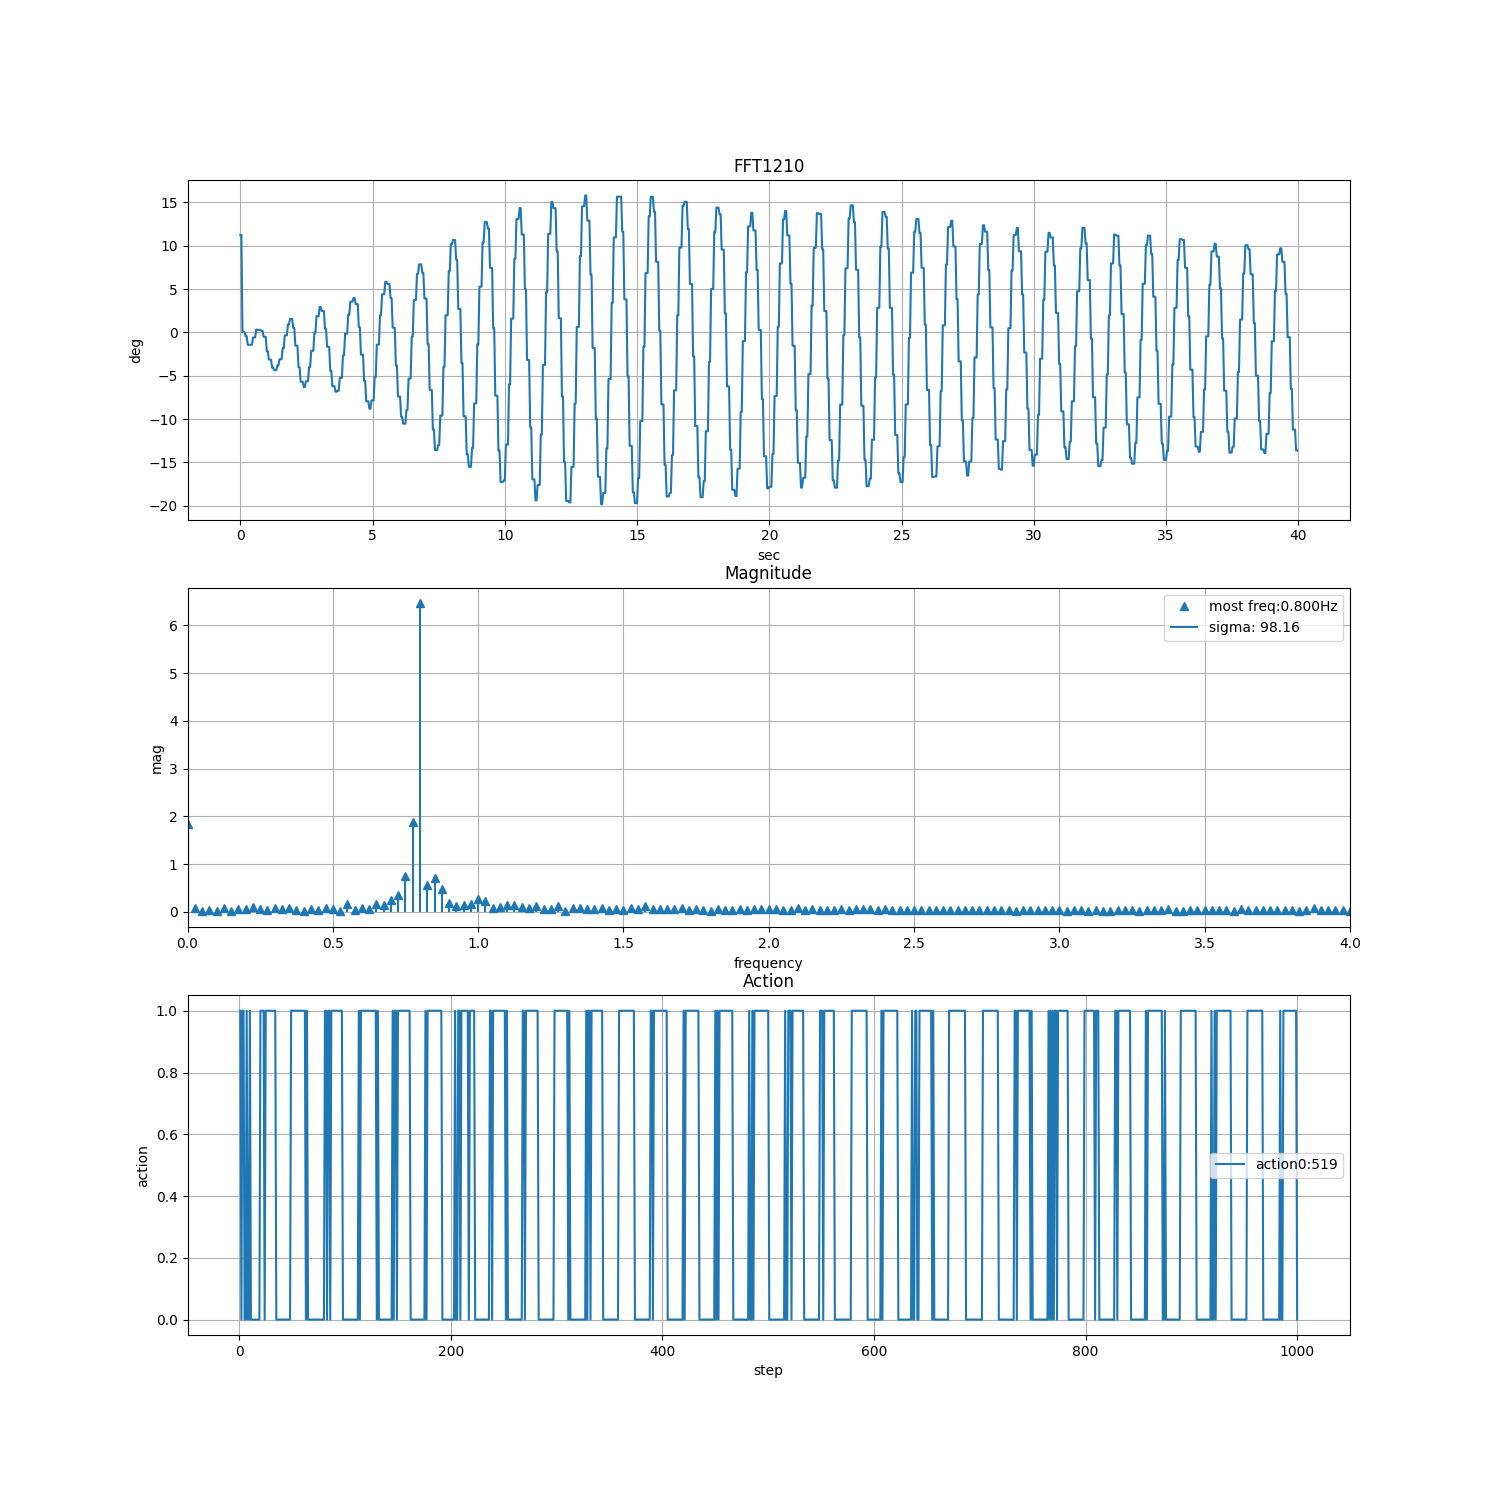 FFT1210
15
10
5
0
−5
−10
−15
−20
deg
0 5 10 15 20 25 30 35 40
sec
Magnitude
most freq:0.800Hz
sigma: 98.16
6
5
4
3
2
1
0
mag
0.0 0.5 1.0 1.5 2.0 2.5 3.0 3.5 4.0
frequency
Action
1.0
0.8
0.6
0.4
0.2
0.0
action
action0:519
0 200 400 600 800 1000
step